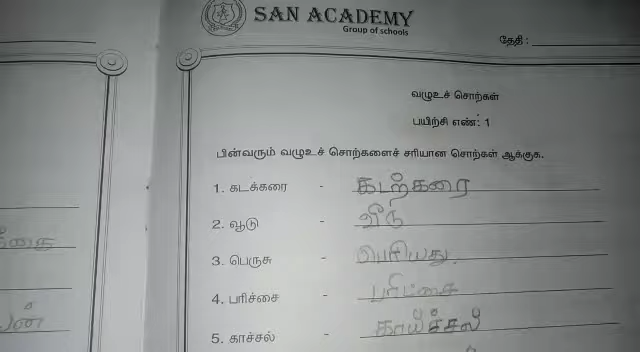 SAN ACADEMY
Group of schools
தேதி :
வழுஉச் சொற்கள்
பயிற்சி எண்: 1
பின்வரும் வழுஉச் சொற்களைச் சரியான சொற்கள் ஆக்குக.
1. கடக்கரை - கடற்கரை
2. வூடு - வீடு
3. பெருசு - பெரியது.
4. பரிச்சை - பரிட்சை
5. காச்சல் - காய்ச்சல்